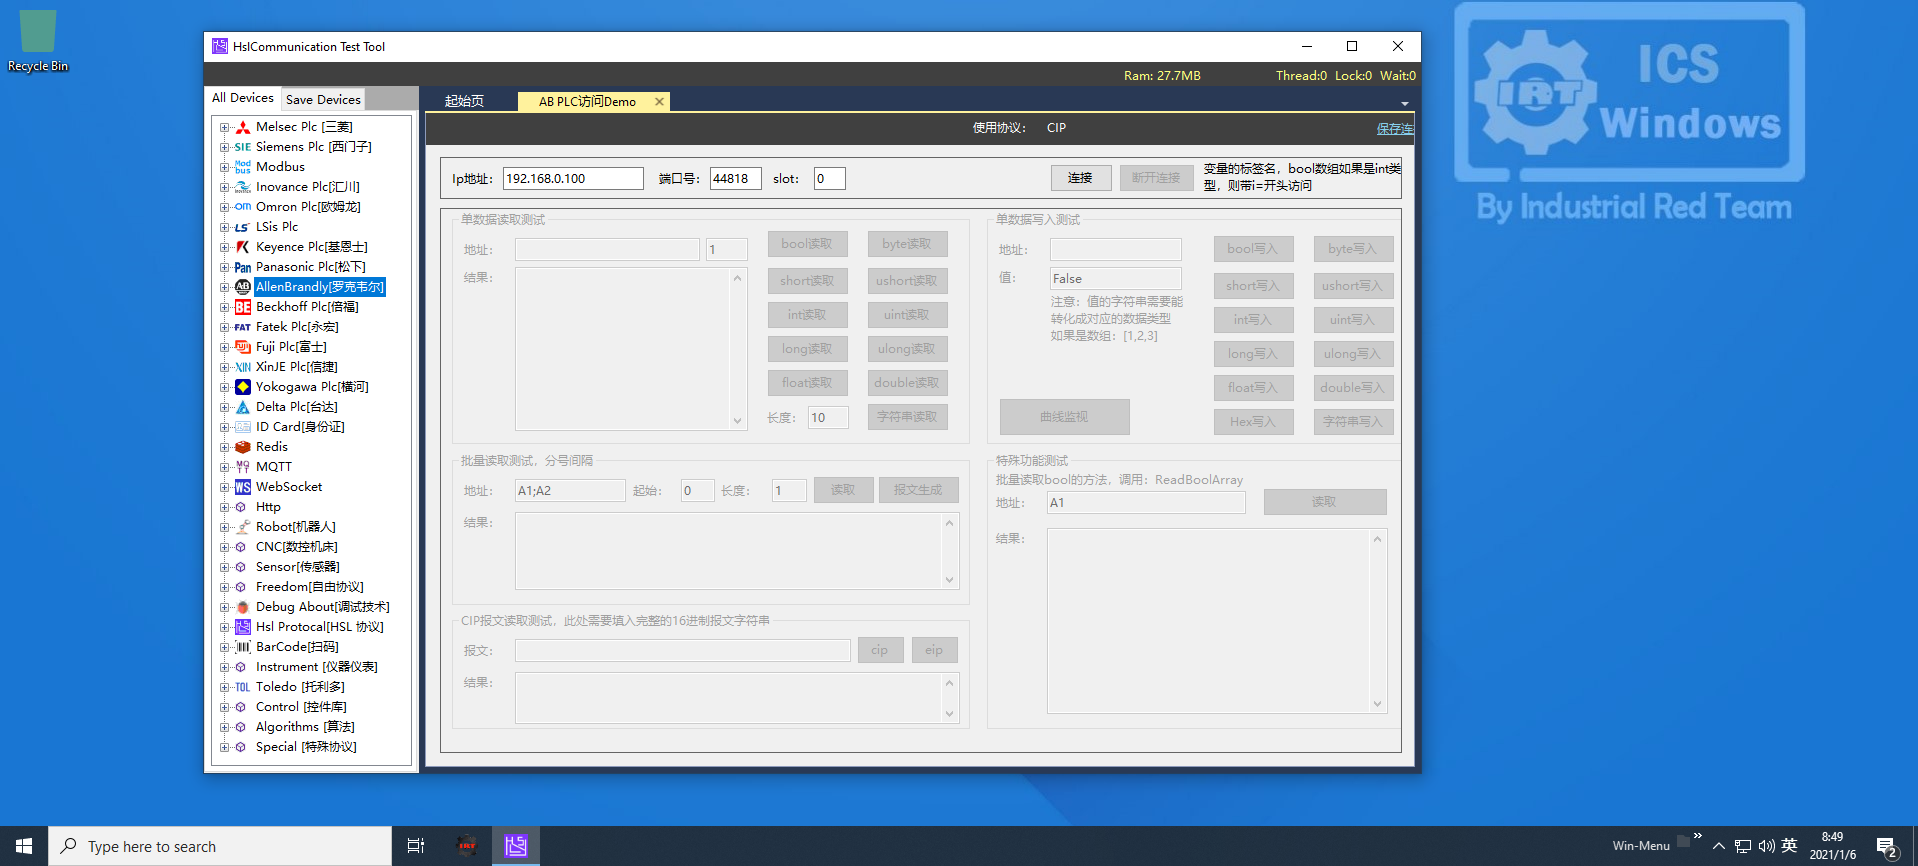 Recycle Bin
HslCommunication Test Tool
Ram: 27.7MB
Thread:0 Lock:0 Wait:0
All Devices
Save Devices
起始页
AB PLC访问Demo
使用协议：
CIP
保存连
Melsec Plc [三菱]
Siemens Plc [西门子]
Modbus
Inovance Plc[汇川]
Omron Plc[欧姆龙]
LSis Plc
Keyence Plc[基恩士]
Panasonic Plc[松下]
AllenBrandly[罗克韦尔]
Beckhoff Plc[倍福]
Fatek Plc[永宏]
Fuji Plc[富士]
XinJE Plc[信捷]
Yokogawa Plc[横河]
Delta Plc[台达]
ID Card[身份证]
Redis
MQTT
WebSocket
Http
Robot[机器人]
CNC[数控机床]
Sensor[传感器]
Freedom[自由协议]
Debug About[调试技术]
Hsl Protocal[HSL 协议]
BarCode[扫码]
Instrument [仪器仪表]
Toledo [托利多]
Control [控件库]
Algorithms [算法]
Special [特殊协议]
Ip地址：
192.168.0.100
端口号：
44818
slot:
0
连接
断开连接
变量的标签名，bool数组如果是int类
型，则带i=开头访问
单数据读取测试
地址：
1
结果：
bool读取
byte读取
short读取
ushort读取
int读取
uint读取
long读取
ulong读取
float读取
double读取
长度：
10
字符串读取
单数据写入测试
地址：
值：
False
注意：值的字符串需要能
转化成对应的数据类型
如果是数组：[1,2,3]
bool写入
byte写入
short写入
ushort写入
int写入
uint写入
long写入
ulong写入
float写入
double写入
Hex写入
字符串写入
曲线监视
批量读取测试，分号间隔
地址：
A1;A2
起始：
0
长度：
1
读取
报文生成
结果：
特殊功能测试
批量读取bool的方法，调用：ReadBoolArray
地址：
A1
读取
结果：
CIP报文读取测试，此处需要填入完整的16进制报文字符串
报文：
cip
eip
结果：
IRT
ICS
Windows
By Industrial Red Team
Type here to search
Win-Menu
英
8:49
2021/1/6
2